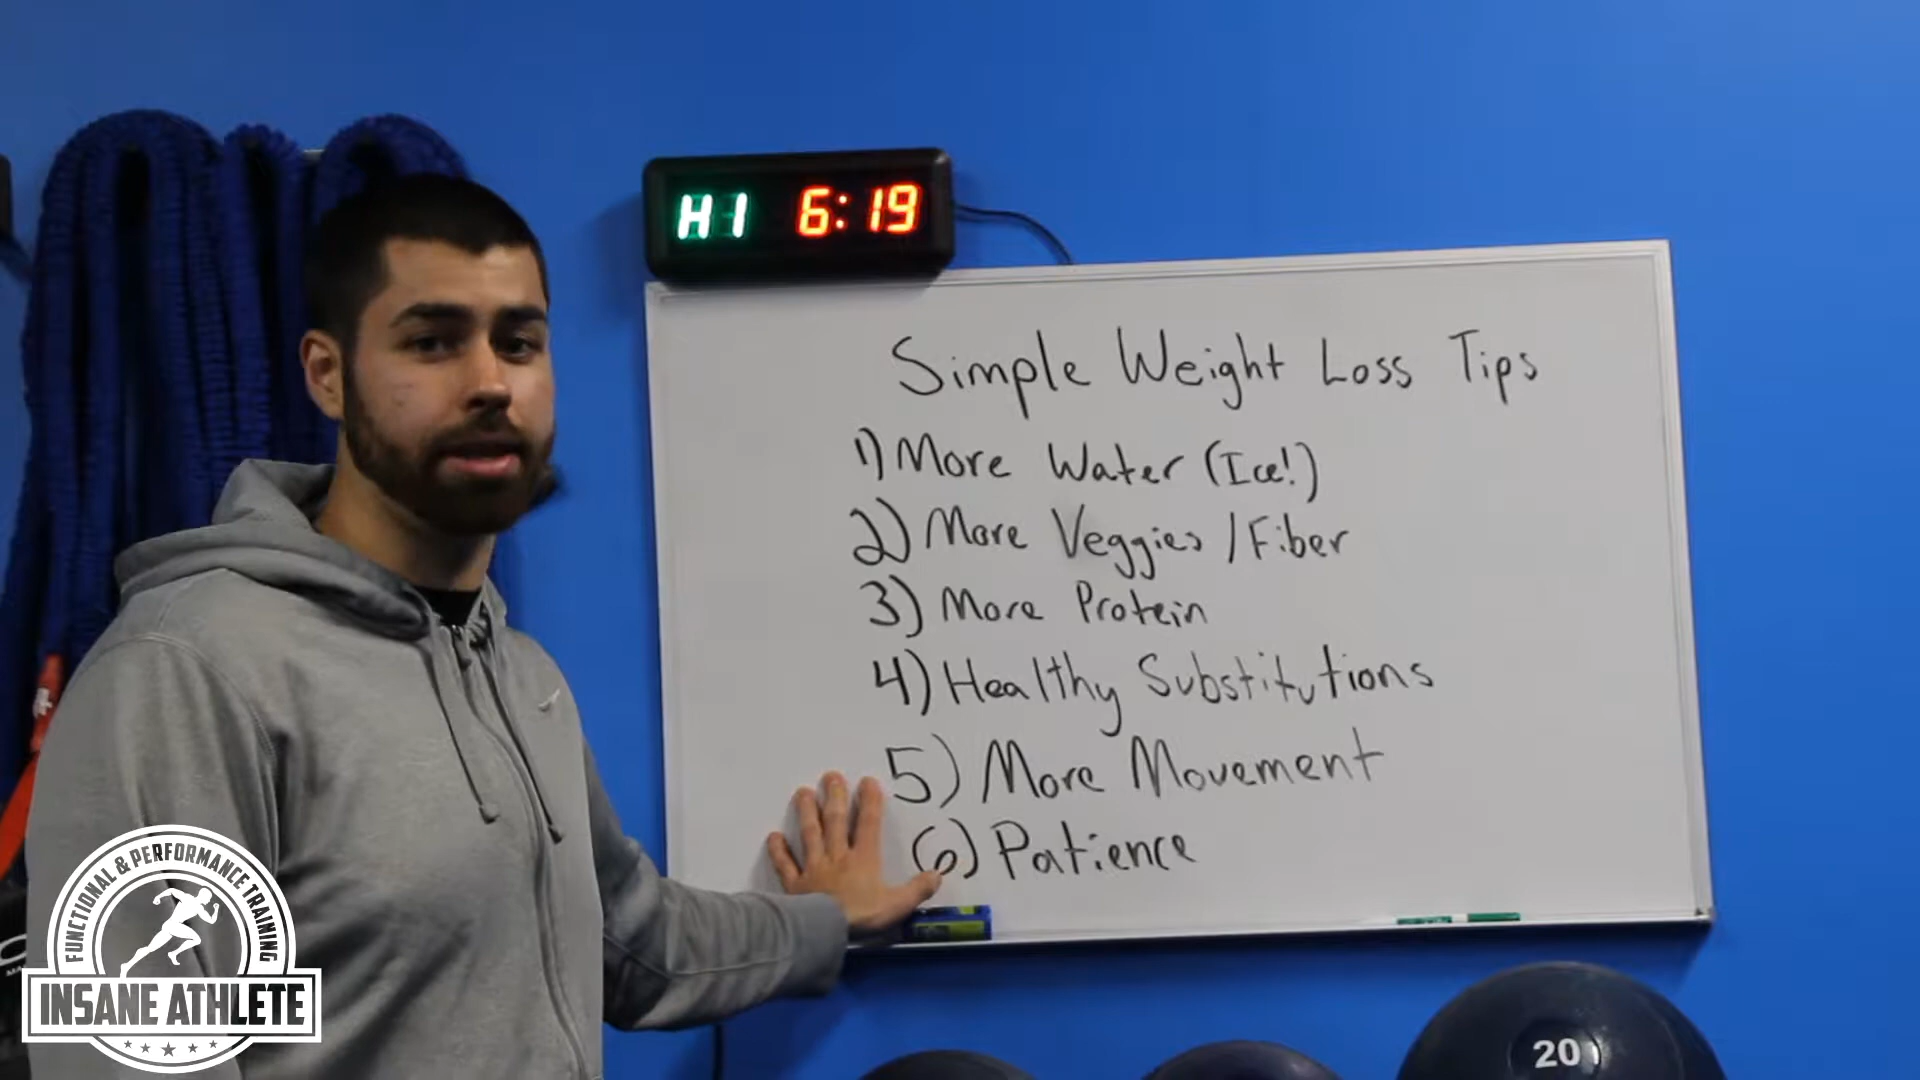 H1 6:19
Simple Weight Loss Tips
1) More Water (Ice!)
2) More Veggies / Fiber
3) More Protein
4) Healthy Substitutions
5) More Movement
6) Patience
FUNCTIONAL & PERFORMANCE TRAINING
INSANE ATHLETE
20